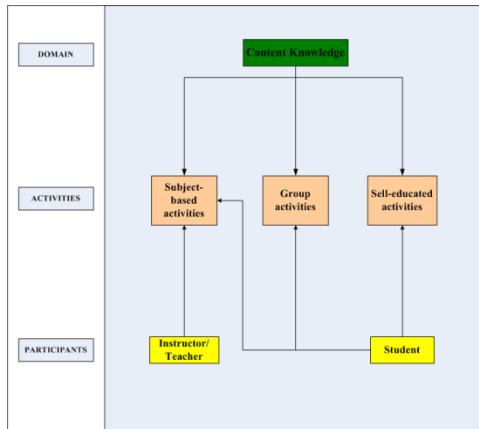 DOMAIN
Content Knowledge
ACTIVITIES
Subject-
based
activities
Group
activities
Sell-educated
activities
PARTICIPANTS
Instructor/
Teacher
Student